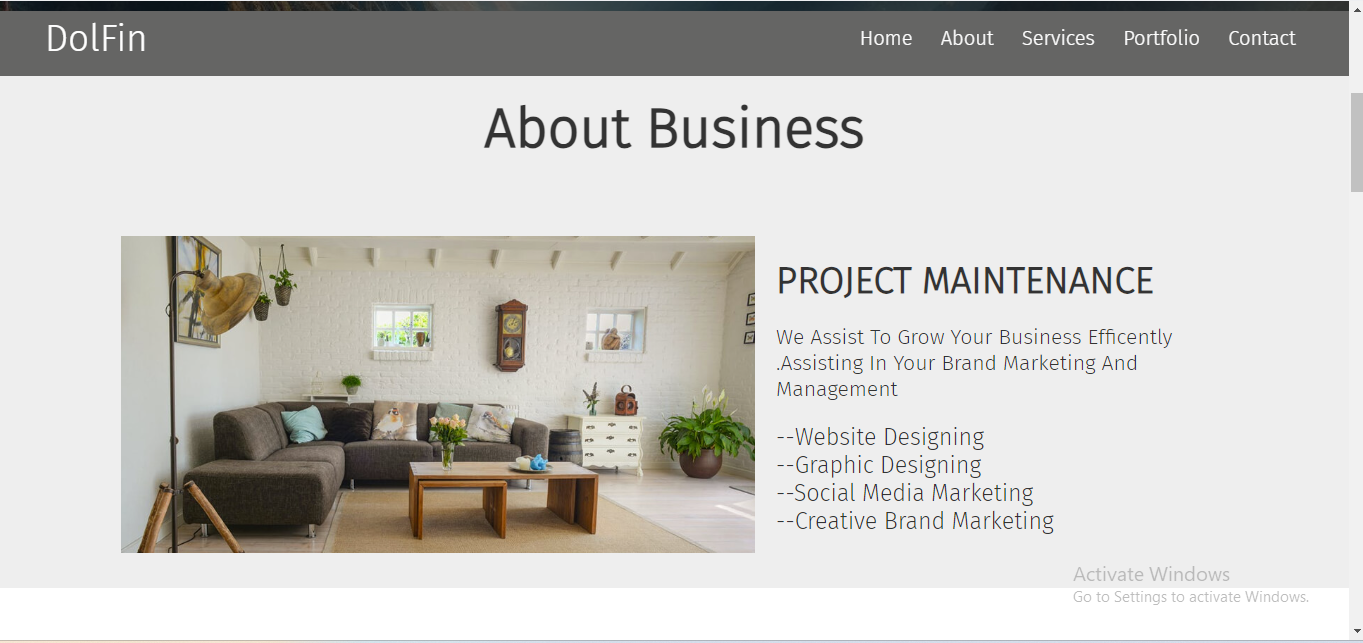 DolFin
Home About Services Portfolio Contact
About Business
PROJECT MAINTENANCE
We Assist To Grow Your Business Efficently
.Assisting In Your Brand Marketing And
Management
--Website Designing
--Graphic Designing
--Social Media Marketing
--Creative Brand Marketing
Activate Windows
Go to Settings to activate Windows.